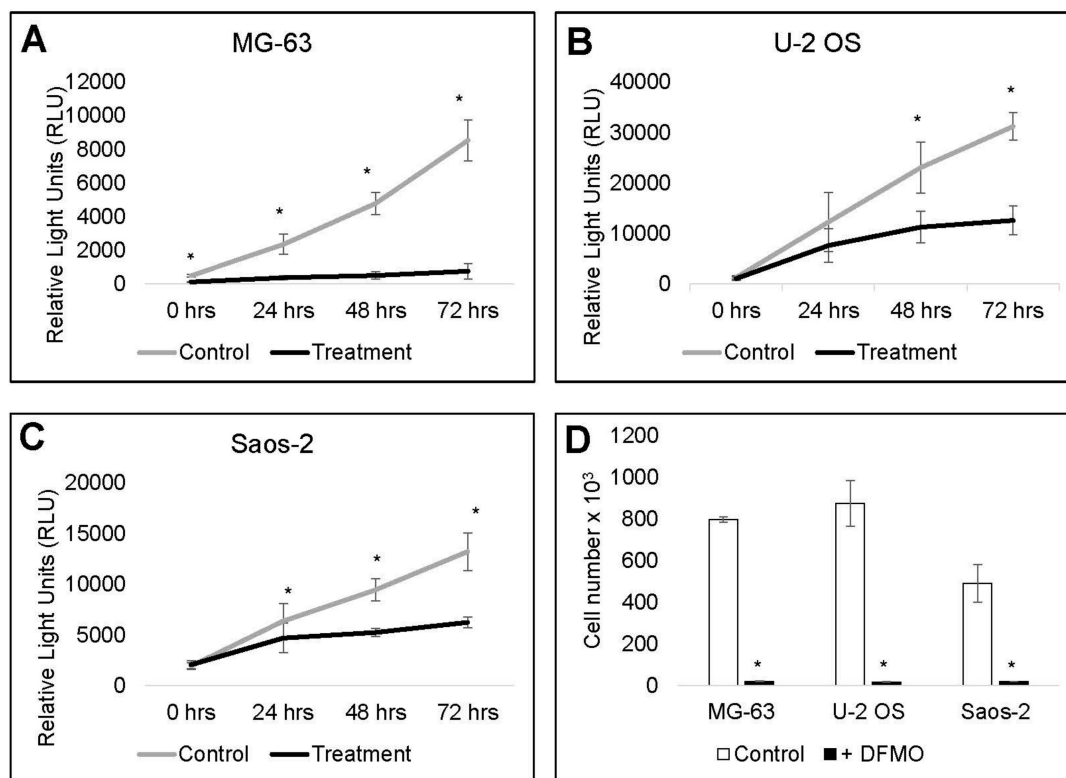 A
MG-63
Relative Light Units (RLU)
12000
10000
8000
6000
4000
2000
0
*
*
*
*
0 hrs 24 hrs 48 hrs 72 hrs
Control Treatment
B
U-2 OS
Relative Light Units (RLU)
40000
30000
20000
10000
0
*
*
0 hrs 24 hrs 48 hrs 72 hrs
Control Treatment
C
Saos-2
Relative Light Units (RLU)
20000
15000
10000
5000
0
*
*
*
0 hrs 24 hrs 48 hrs 72 hrs
Control Treatment
D
Cell number x 10³
1200
1000
800
600
400
200
0
* * *
MG-63 U-2 OS Saos-2
Control + DFMO